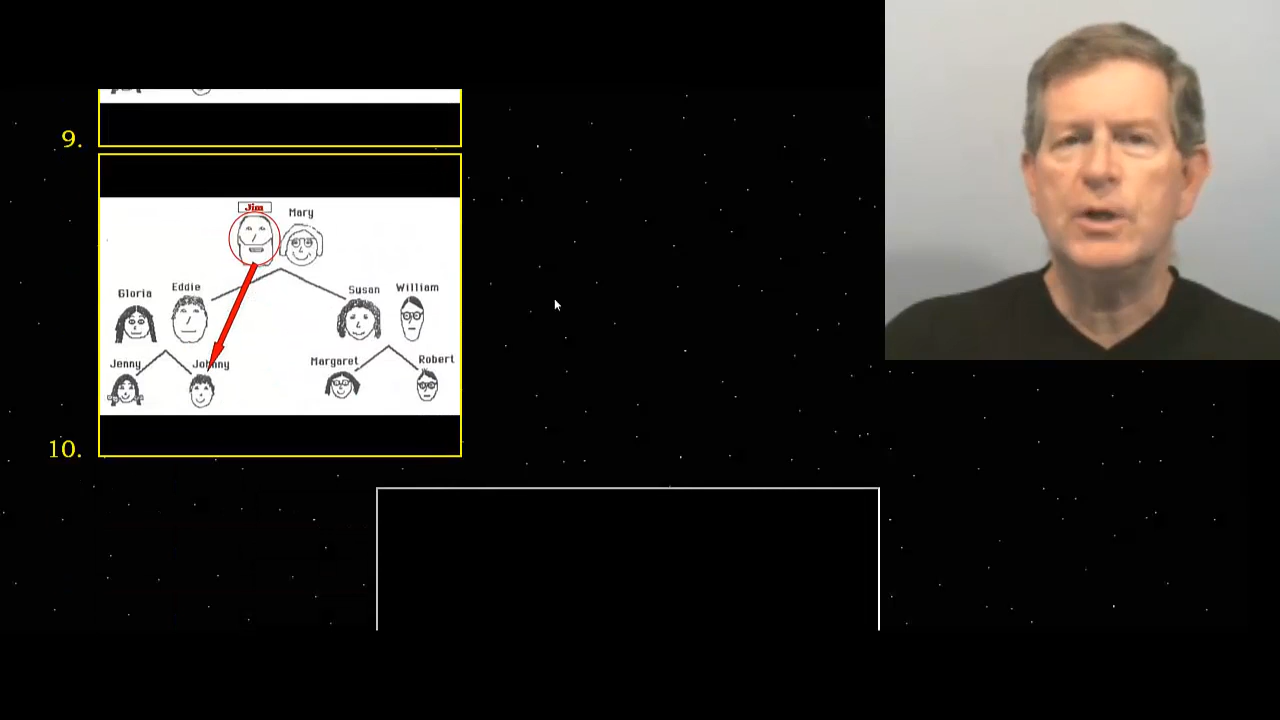 9.
Jim
Mary
Gloria
Eddie
Susan
William
Jenny
Johnny
Margaret
Robert
10.